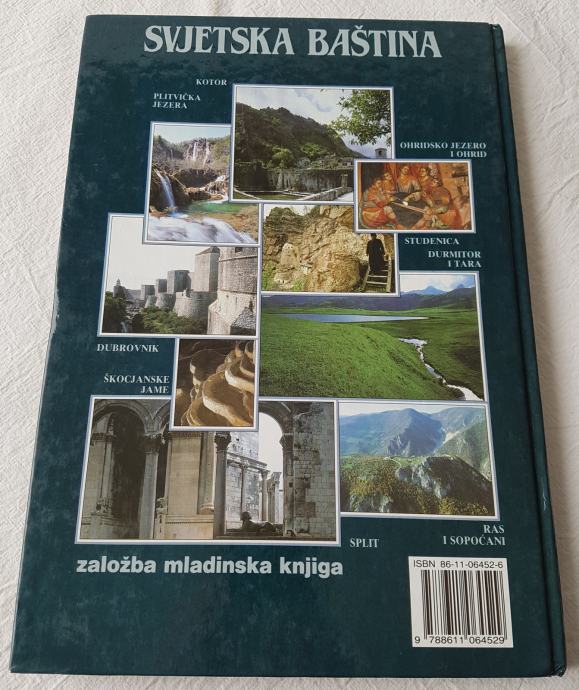 SVJETSKA BAŠTINA
KOTOR
PLITVIČKA
JEZERA
OHRIDSKO JEZERO
I OHRID
STUDENICA
DURMITOR
I TARA
DUBROVNIK
ŠKOCJANSKE
JAME
RAS
I SOPOĆANI
SPLIT
založba mladinska knjiga
ISBN 86-11-06452-6
9 788611 064529